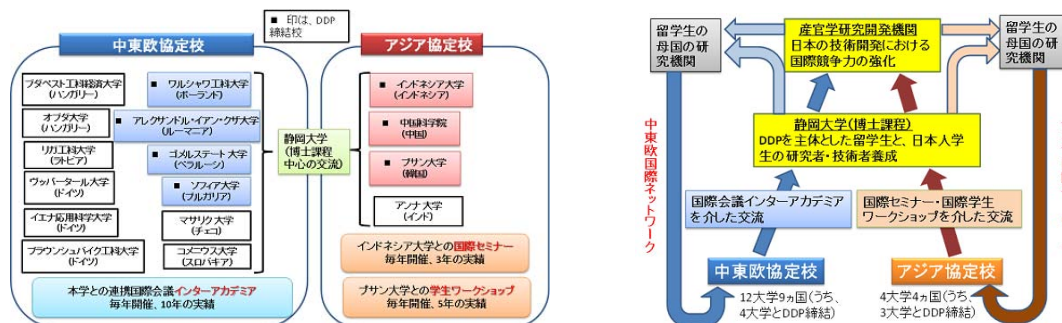 ■ 印は、DDP
締結校
中東欧協定校
アジア協定校
ブダペスト工科経済大学
(ハンガリー)
オブダ大学
(ハンガリー)
リガ工科大学
(ラトビア)
ヴッパータール大学
(ドイツ)
イエナ応用科学大学
(ドイツ)
ブラウンシュバイク工科大学
(ドイツ)
■ ワルシャワ工科大学
(ポーランド)
■ アレクサンドル・イアン・クザ大学
(ルーマニア)
■ ゴメルステート大学
(ベラルーシ)
■ ソフィア大学
(ブルガリア)
マサリク大学
(チェコ)
コメニウス大学
(スロバキア)
静岡大学
(博士課程
中心の交流)
■ インドネシア大学
(インドネシア)
■ 中国科学院
(中国)
■ プサン大学
(韓国)
アンナ大学
(インド)
本学との連携国際会議インターアカデミア
毎年開催、10年の実績
インドネシア大学との国際セミナー
毎年開催、3年の実績
プサン大学との学生ワークショップ
毎年開催、5年の実績
留学生の
母国の研
究機関
産官学研究開発機関
日本の技術開発における
国際競争力の強化
留学生の
母国の研
究機関
中東欧国際ネットワーク
静岡大学(博士課程)
DDPを主体とした留学生と、日本人学
生の研究者・技術者養成
国際会議インターアカデミア
を介した交流
国際セミナー・国際学生
ワークショップを介した交流
中東欧協定校
12大学9ヵ国(うち、
4大学とDDP締結)
アジア協定校
4大学4ヵ国(うち、
3大学とDDP締結)